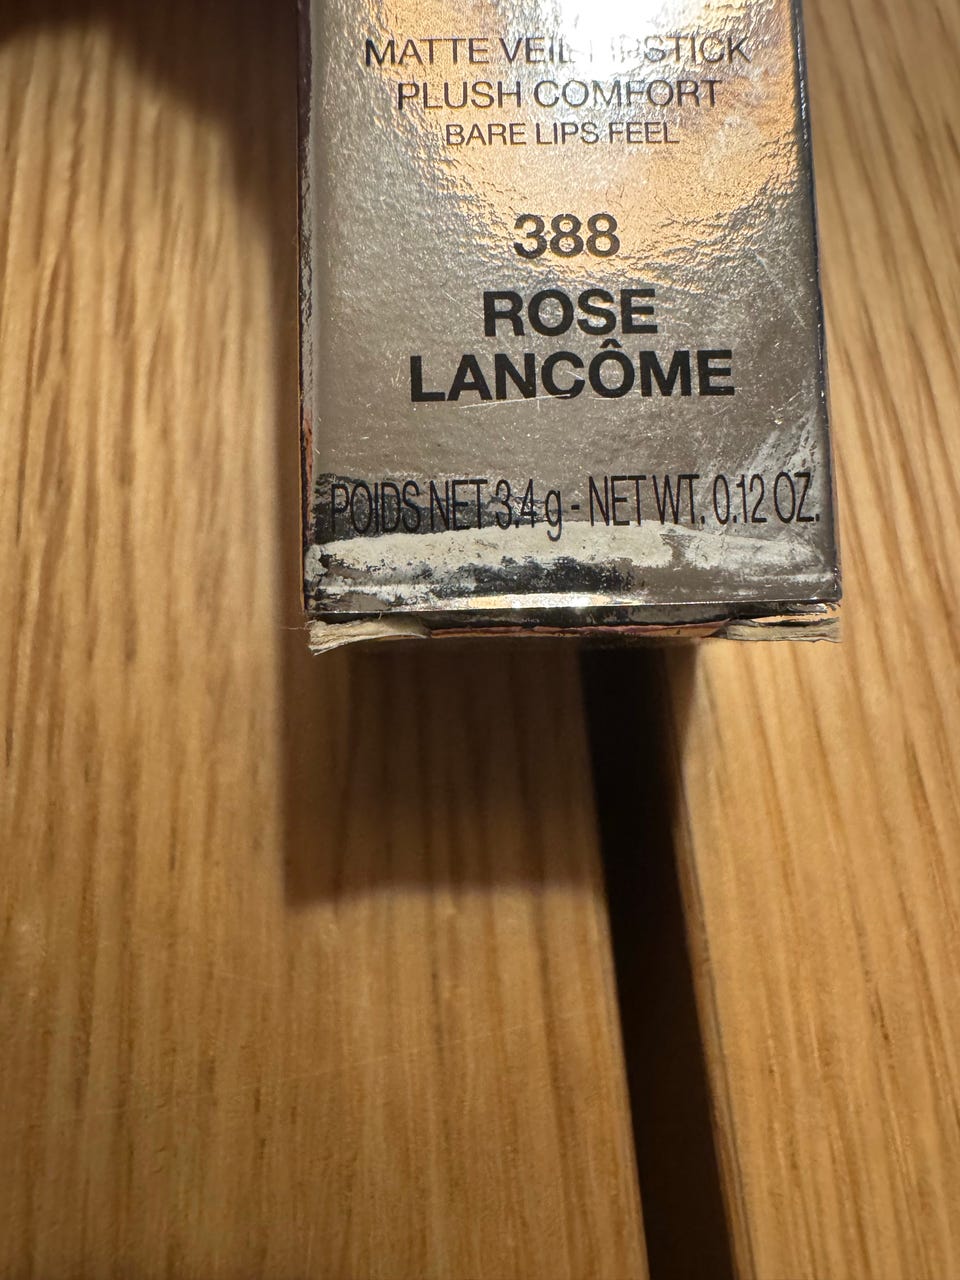 MATTE VEIL LIPSTICK
PLUSH COMFORT
BARE LIPS FEEL
388
ROSE
LANCÔME
POIDS NET 3.4 g - NET WT. 0.12 OZ.